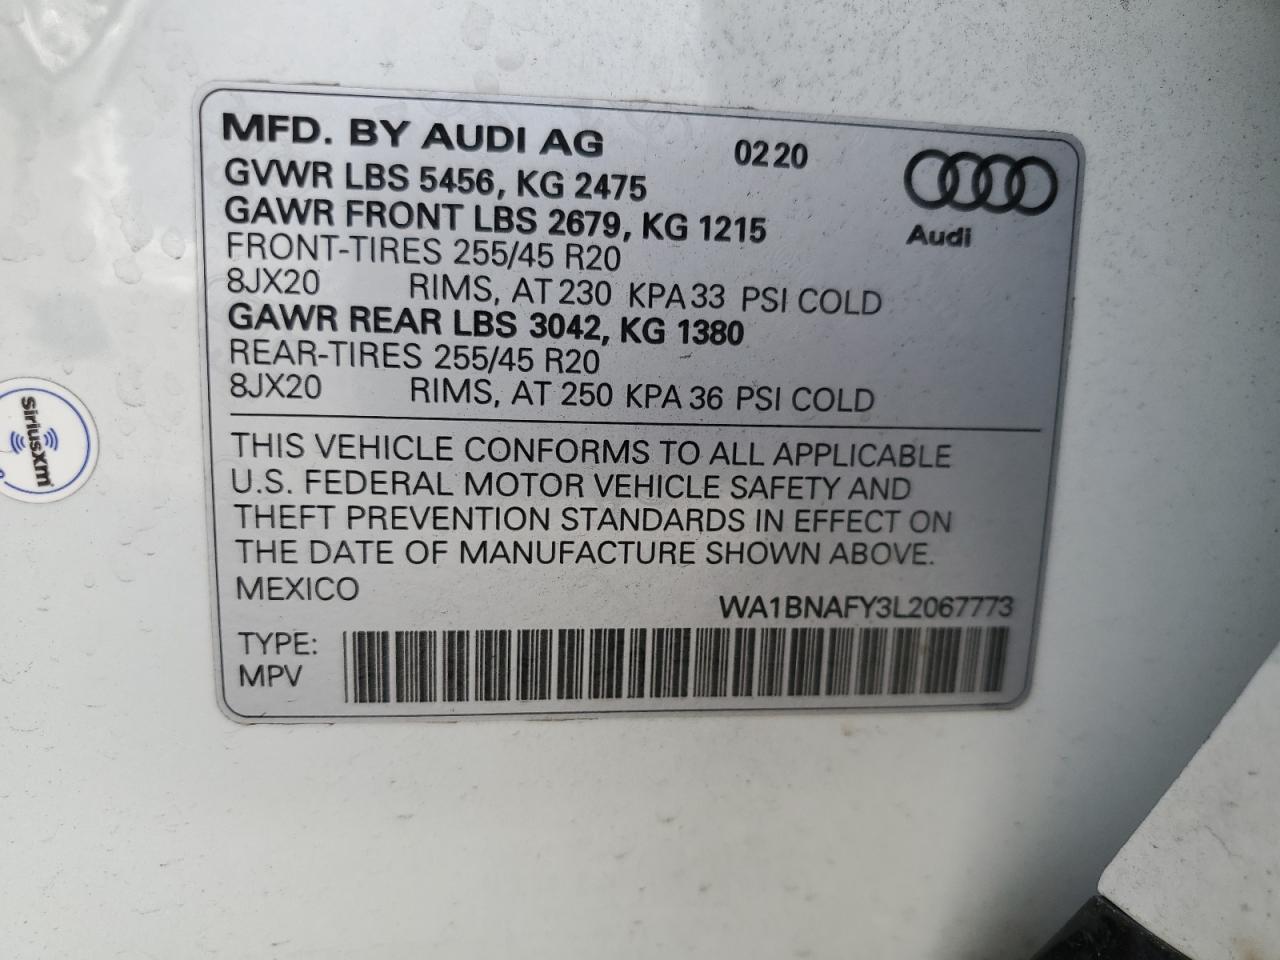 MFD. BY AUDI AG 0220
GVWR LBS 5456, KG 2475
GAWR FRONT LBS 2679, KG 1215
Audi
FRONT-TIRES 255/45 R20
8JX20 RIMS, AT 230 KPA 33 PSI COLD
GAWR REAR LBS 3042, KG 1380
REAR-TIRES 255/45 R20
8JX20 RIMS, AT 250 KPA 36 PSI COLD
THIS VEHICLE CONFORMS TO ALL APPLICABLE
U.S. FEDERAL MOTOR VEHICLE SAFETY AND
THEFT PREVENTION STANDARDS IN EFFECT ON
THE DATE OF MANUFACTURE SHOWN ABOVE.
MEXICO
WA1BNAFY3L2067773
TYPE:
MPV
SiriusXm